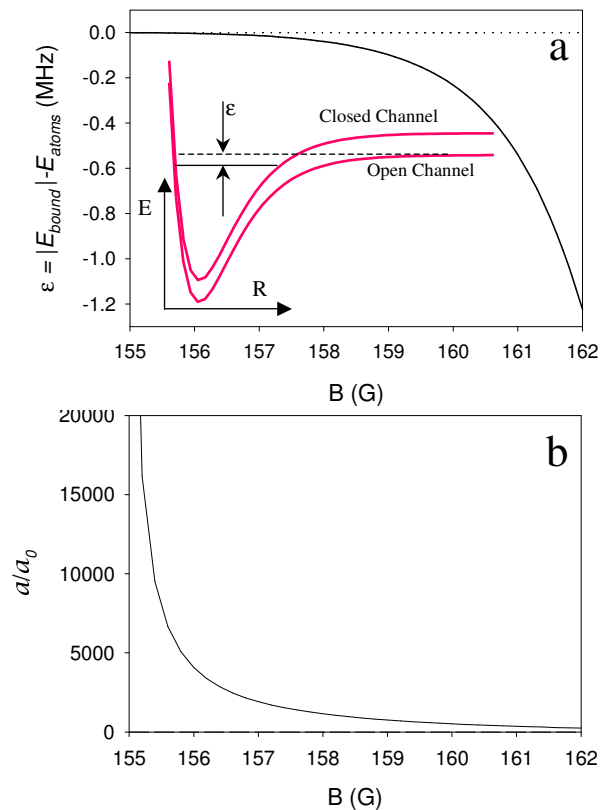 0.0
-0.2
-0.4
-0.6
-0.8
-1.0
-1.2
ε = |E_bound|-E_atoms (MHz)
a
ε
Closed Channel
Open Channel
E
R
155 156 157 158 159 160 161 162
B (G)
20000
15000
10000
5000
0
a/a_0
b
155 156 157 158 159 160 161 162
B (G)